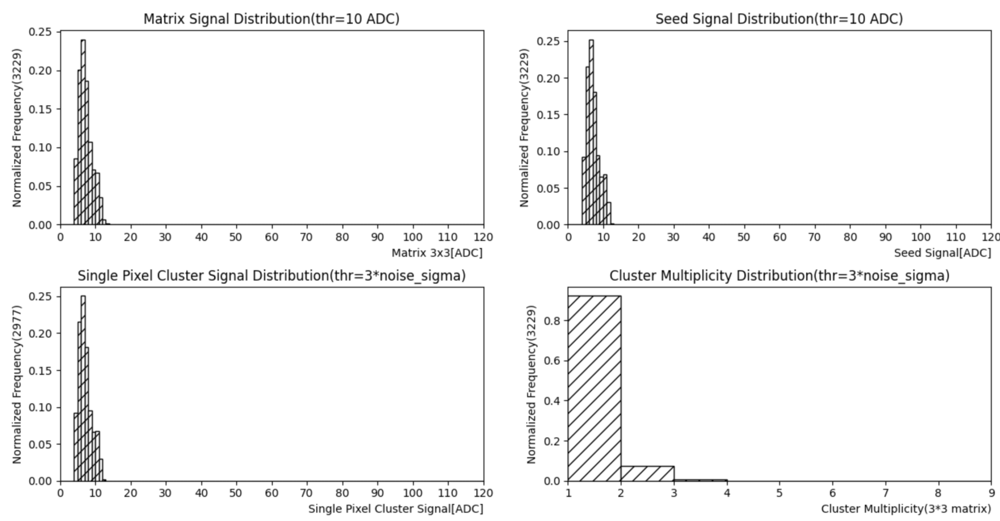 Matrix Signal Distribution(thr=10 ADC)
Normalized Frequency(3229)
0.25
0.20
0.15
0.10
0.05
0.00
0 10 20 30 40 50 60 70 80 90 100 110 120
Matrix 3x3[ADC]
Seed Signal Distribution(thr=10 ADC)
Normalized Frequency(3229)
0.25
0.20
0.15
0.10
0.05
0.00
0 10 20 30 40 50 60 70 80 90 100 110 120
Seed Signal[ADC]
Single Pixel Cluster Signal Distribution(thr=3*noise_sigma)
Normalized Frequency(2977)
0.25
0.20
0.15
0.10
0.05
0.00
0 10 20 30 40 50 60 70 80 90 100 110 120
Single Pixel Cluster Signal[ADC]
Cluster Multiplicity Distribution(thr=3*noise_sigma)
Normalized Frequency(3229)
0.8
0.6
0.4
0.2
0.0
1 2 3 4 5 6 7 8 9
Cluster Multiplicity(3*3 matrix)